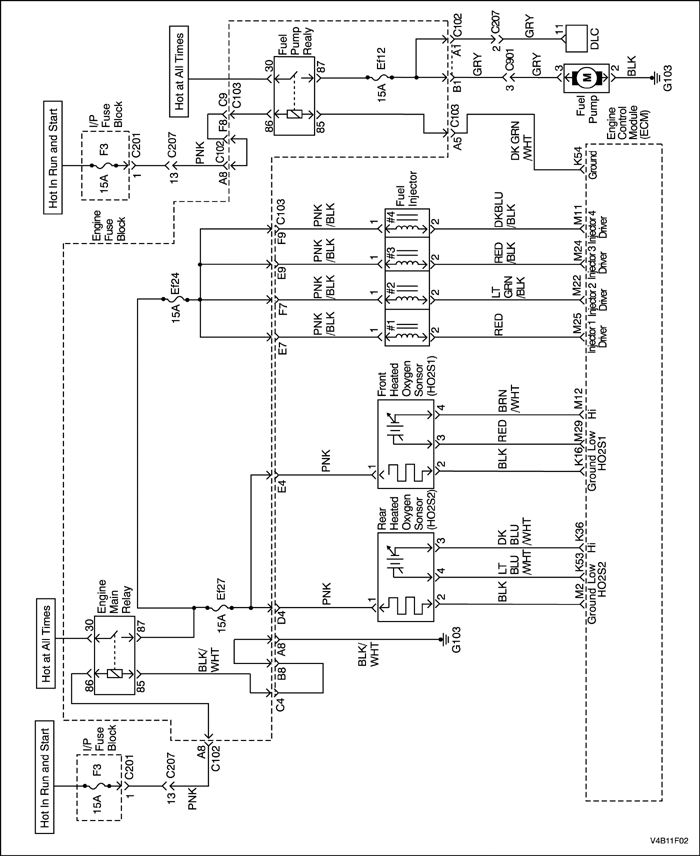 Hot In Run and Start
I/P
Fuse
Block
F3
15A
C201
1
C207
13
PNK
A8
C102
Hot at All Times
Engine
Main
Relay
30
87
86
85
BLK/
WHT
Ef27
15A
C4
B8
A8
D4
BLK/
WHT
G103
PNK
Rear
Heated
Oxygen
Sensor
(HO2S2)
1
2
4
3
BLK
LT
BLU
/WHT
DK
BLU
/WHT
M2
K53
K36
Ground
Low
Hi
HO2S2
E4
PNK
Front
Heated
Oxygen
Sensor
(HO2S1)
1
2
3
4
BLK
RED
BRN
/WHT
K16
M29
M12
Ground
Low
Hi
HO2S1
Ef24
15A
E7
F7
E9
F9
C103
PNK
/BLK
PNK
/BLK
PNK
/BLK
PNK
/BLK
Fuel
Injector
1
#1
2
1
#2
2
1
#3
2
1
#4
2
RED
LT
GRN
/BLK
RED
/BLK
DKBLU
/BLK
M25
M22
M24
M11
Injector 1
Driver
Injector 2
Driver
Injector 3
Driver
Injector 4
Driver
Hot In Run and Start
I/P
Fuse
Block
F3
15A
C201
1
C207
13
PNK
A8
C102
F8
C9
C103
Engine
Fuse
Block
Hot at All Times
Fuel
Pump
Realy
30
87
86
85
Ef12
15A
A1
C102
B1
A5
C103
GRY
2
C207
GRY
11
DLC
GRY
3
C901
GRY
3
M
2
Fuel
Pump
BLK
G103
DK GRN
/WHT
K54
Ground
Engine
Control
Module
(ECM)
V4B11F02